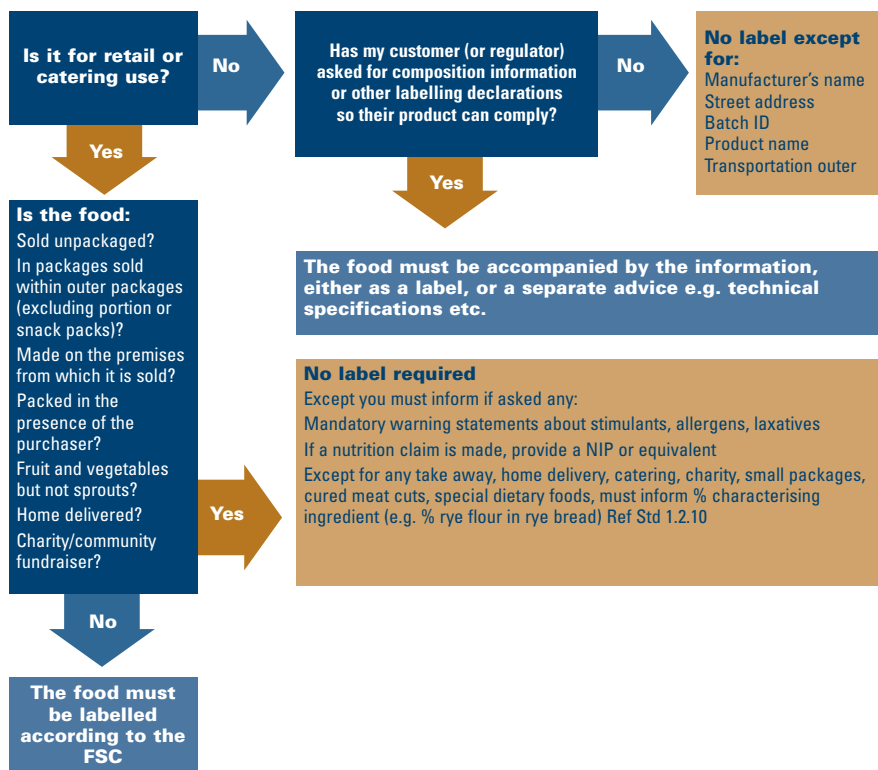 Is it for retail or
catering use?
No
Has my customer (or regulator)
asked for composition information
or other labelling declarations
so their product can comply?
No
No label except
for:
Manufacturer's name
Street address
Batch ID
Product name
Transportation outer
Yes
Yes
Is the food:
Sold unpackaged?
In packages sold
within outer packages
(excluding portion or
snack packs)?
Made on the premises
from which it is sold?
Packed in the
presence of the
purchaser?
Fruit and vegetables
but not sprouts?
Home delivered?
Charity/community
fundraiser?
The food must be accompanied by the information,
either as a label, or a separate advice e.g. technical
specifications etc.
Yes
No label required
Except you must inform if asked any:
Mandatory warning statements about stimulants, allergens, laxatives
If a nutrition claim is made, provide a NIP or equivalent
Except for any take away, home delivery, catering, charity, small packages,
cured meat cuts, special dietary foods, must inform % characterising
ingredient (e.g. % rye flour in rye bread) Ref Std 1.2.10
No
The food must
be labelled
according to the
FSC